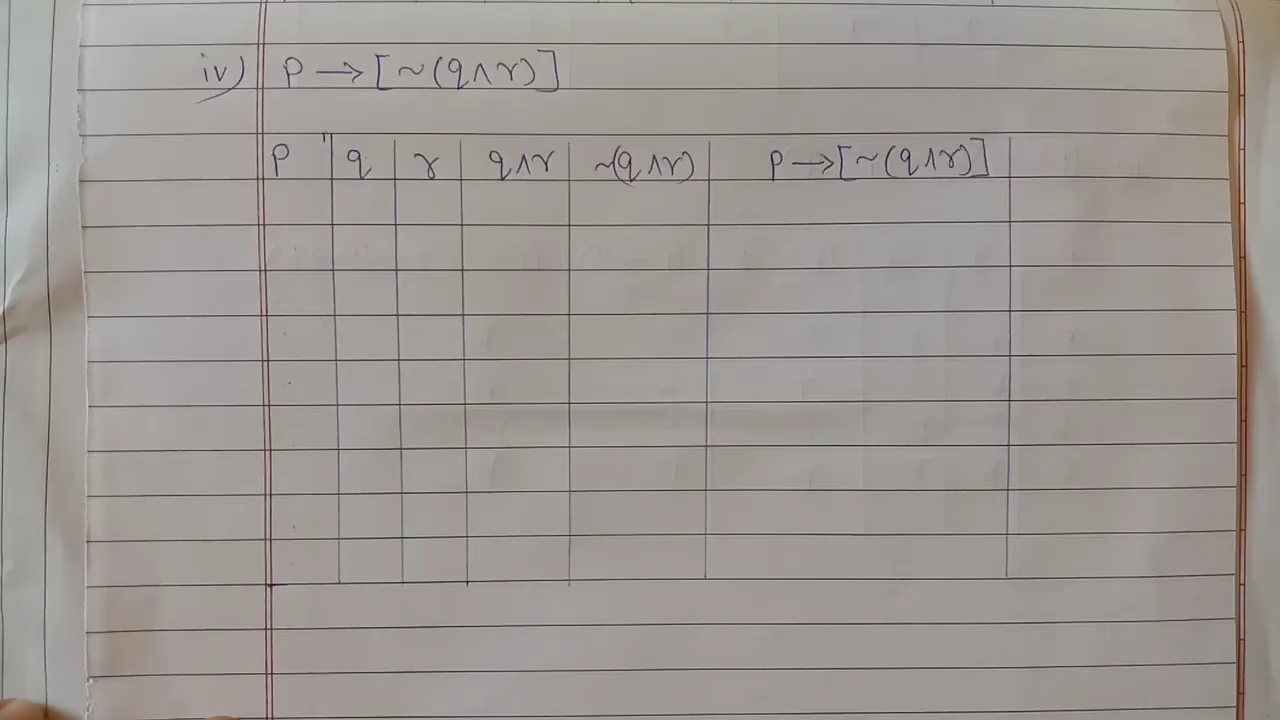 iv) p → [~(q∧r)]
p q r q∧r ~(q∧r) p → [~(q∧r)]